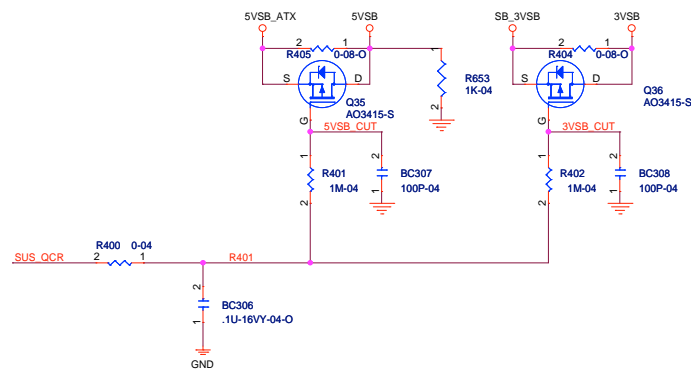 5VSB_ATX 5VSB SB_3VSB 3VSB
2 1 1 2 1
R405 0-08-O R404 0-08-O
S D R653 S D
1K-04
Q35 2 Q36
AO3415-S AO3415-S
G G
5VSB_CUT 3VSB_CUT
1 2 1 2
R401 BC307 R402 BC308
1M-04 100P-04 1M-04 100P-04
2 1 2 1
R400 0-04
SUS_QCR 2 1 R401
2
BC306
.1U-16VY-04-O
1
GND